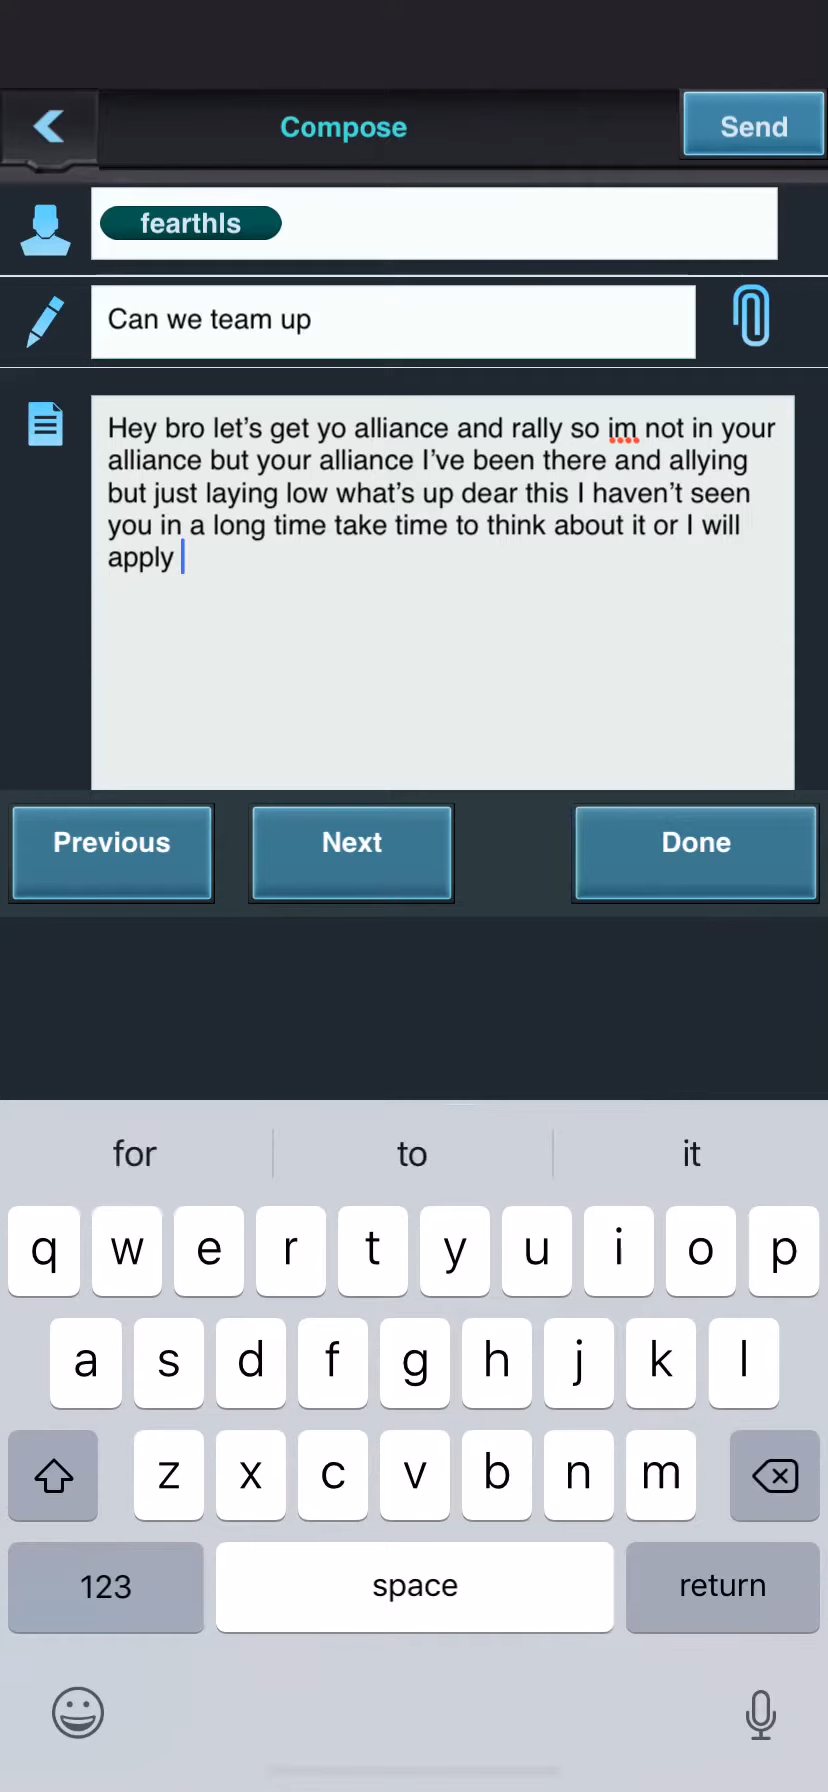 Compose
Send
fearthIs
Can we team up
Hey bro let's get yo alliance and rally so im not in your
alliance but your alliance I've been there and allying
but just laying low what's up dear this I haven't seen
you in a long time take time to think about it or I will
apply
Previous
Next
Done
for
to
it
q w e r t y u i o p
a s d f g h j k l
z x c v b n m
123
space
return